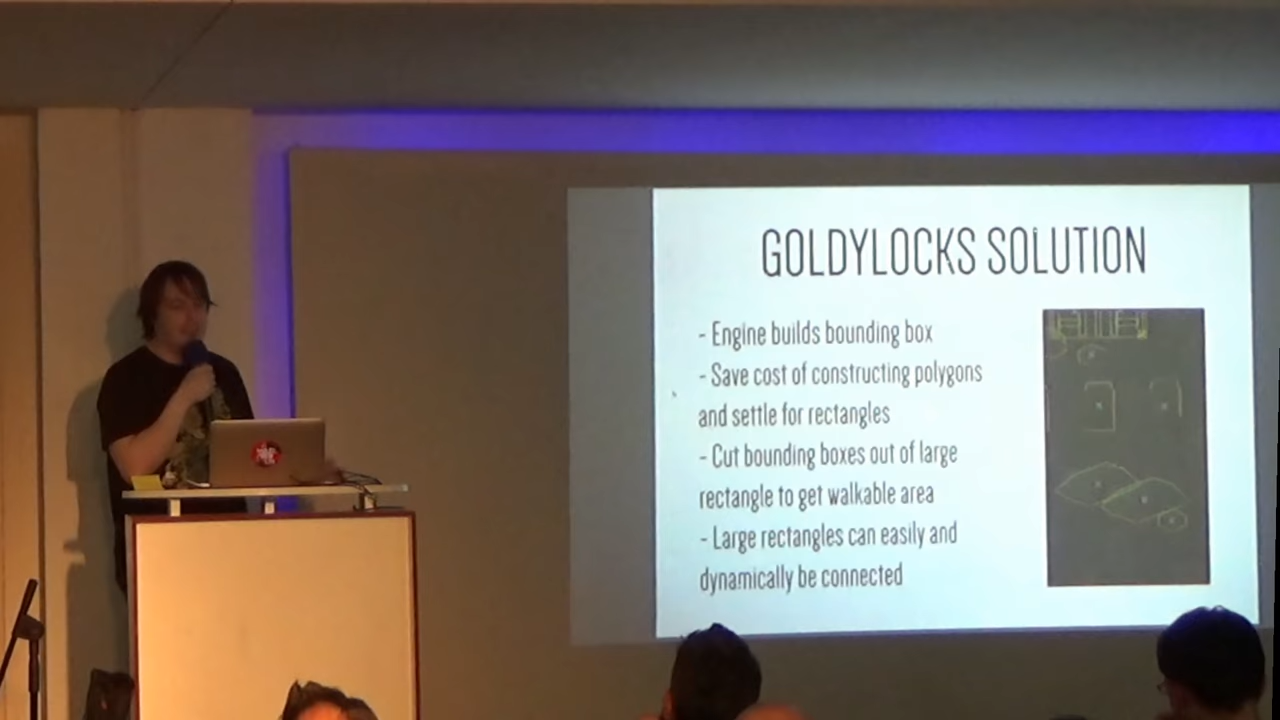 GOLDYLOCKS SOLUTION
- Engine builds bounding box
- Save cost of constructing polygons
and settle for rectangles
- Cut bounding boxes out of large
rectangle to get walkable area
- Large rectangles can easily and
dynamically be connected